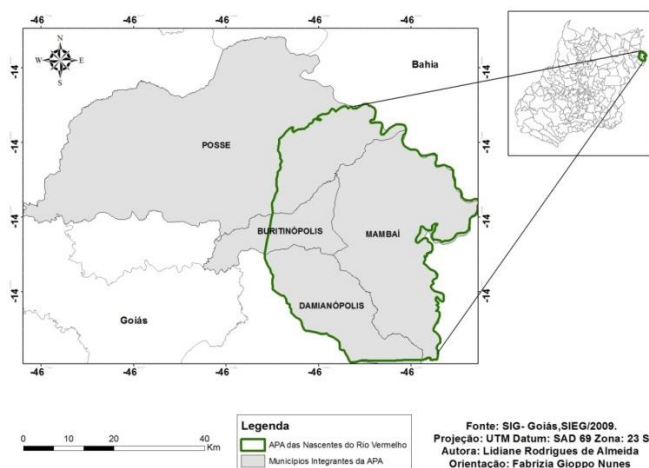 -46 -46 -46 -46 -46
N
W E
S
-14 -14
Bahia
-14 -14
POSSE
-14 -14
BURITINÓPOLIS
MAMBAÍ
-14 -14
DAMIANÓPOLIS
Goiás
-46 -46 -46 -46 -46
0 10 20 40
Km
Legenda
APA das Nascentes do Rio Vermelho
Municípios Integrantes da APA
Fonte: SIG- Goiás,SIEG/2009.
Projeção: UTM Datum: SAD 69 Zona: 23 S
Autora: Lidiane Rodrigues de Almeida
Orientação: Fabrizia Gioppo Nunes